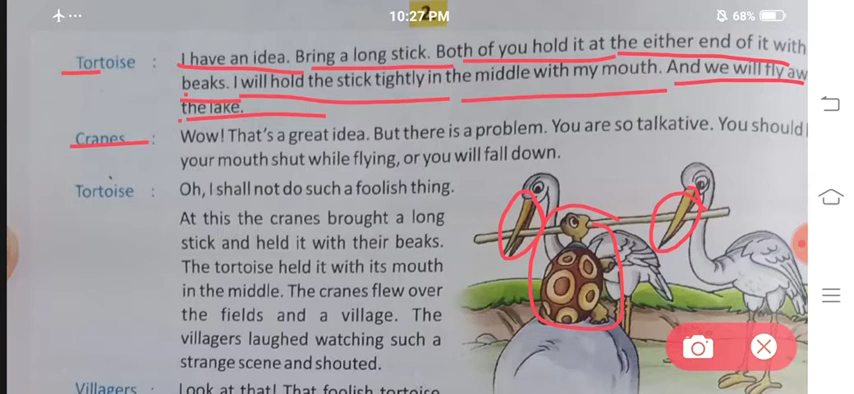 10:27 PM
68%
2
Tortoise : I have an idea. Bring a long stick. Both of you hold it at the either end of it with
beaks. I will hold the stick tightly in the middle with my mouth. And we will fly aw
the lake.
Cranes : Wow! That's a great idea. But there is a problem. You are so talkative. You should
your mouth shut while flying, or you will fall down.
Tortoise : Oh, I shall not do such a foolish thing.
At this the cranes brought a long
stick and held it with their beaks.
The tortoise held it with its mouth
in the middle. The cranes flew over
the fields and a village. The
villagers laughed watching such a
strange scene and shouted.
Villagers : Look at that! That foolish tortoise